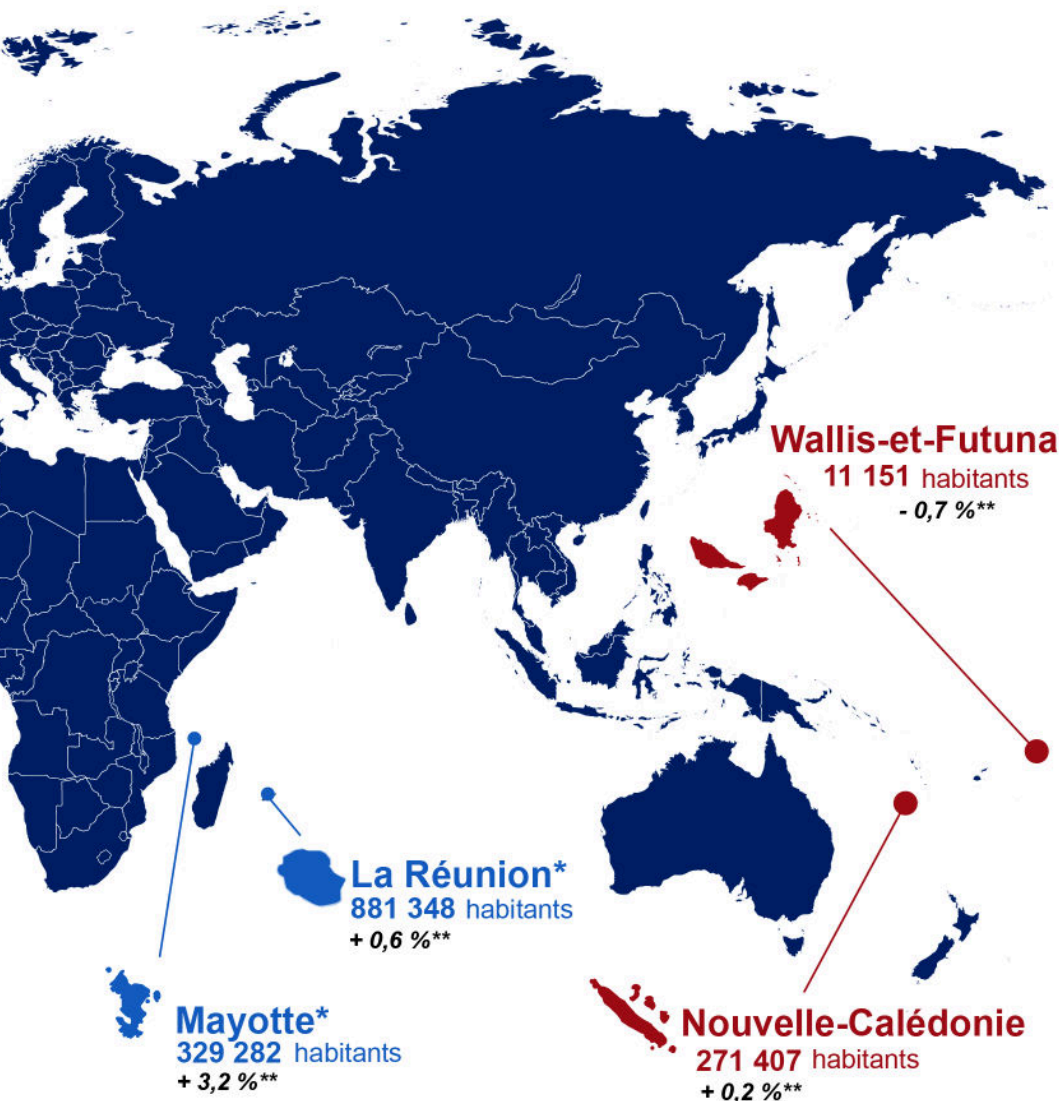 Wallis-et-Futuna
11 151 habitants
- 0,7 %**
La Réunion*
881 348 habitants
+ 0,6 %**
Mayotte*
329 282 habitants
+ 3,2 %**
Nouvelle-Calédonie
271 407 habitants
+ 0,2 %**